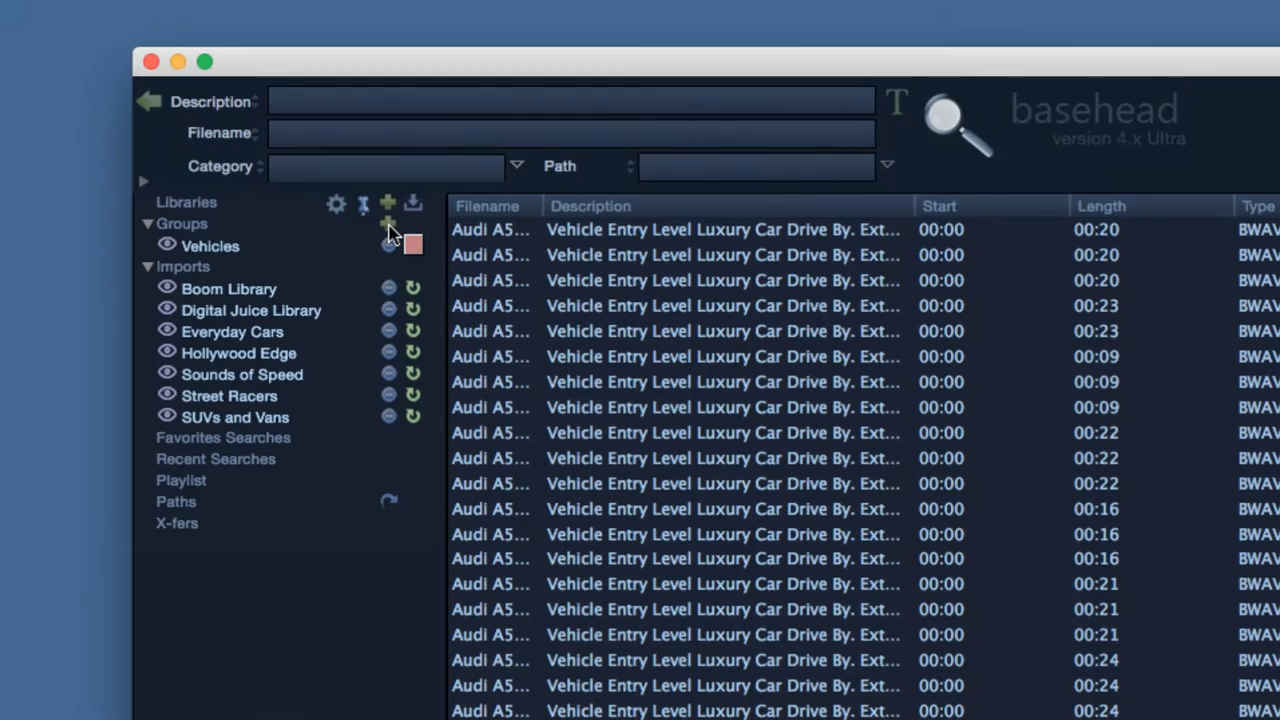 Description
T
basehead
version 4.x Ultra
Filename
Category Path
Libraries
Groups
Vehicles
Imports
Boom Library
Digital Juice Library
Everyday Cars
Hollywood Edge
Sounds of Speed
Street Racers
SUVs and Vans
Favorites Searches
Recent Searches
Playlist
Paths
X-fers
Filename Description Start Length Type
Audi A5... Vehicle Entry Level Luxury Car Drive By. Ext... 00:00 00:20 BWAV
Audi A5... Vehicle Entry Level Luxury Car Drive By. Ext... 00:00 00:20 BWAV
Audi A5... Vehicle Entry Level Luxury Car Drive By. Ext... 00:00 00:20 BWAV
Audi A5... Vehicle Entry Level Luxury Car Drive By. Ext... 00:00 00:23 BWAV
Audi A5... Vehicle Entry Level Luxury Car Drive By. Ext... 00:00 00:23 BWAV
Audi A5... Vehicle Entry Level Luxury Car Drive By. Ext... 00:00 00:09 BWAV
Audi A5... Vehicle Entry Level Luxury Car Drive By. Ext... 00:00 00:09 BWAV
Audi A5... Vehicle Entry Level Luxury Car Drive By. Ext... 00:00 00:09 BWAV
Audi A5... Vehicle Entry Level Luxury Car Drive By. Ext... 00:00 00:22 BWAV
Audi A5... Vehicle Entry Level Luxury Car Drive By. Ext... 00:00 00:22 BWAV
Audi A5... Vehicle Entry Level Luxury Car Drive By. Ext... 00:00 00:22 BWAV
Audi A5... Vehicle Entry Level Luxury Car Drive By. Ext... 00:00 00:16 BWAV
Audi A5... Vehicle Entry Level Luxury Car Drive By. Ext... 00:00 00:16 BWAV
Audi A5... Vehicle Entry Level Luxury Car Drive By. Ext... 00:00 00:16 BWAV
Audi A5... Vehicle Entry Level Luxury Car Drive By. Ext... 00:00 00:21 BWAV
Audi A5... Vehicle Entry Level Luxury Car Drive By. Ext... 00:00 00:21 BWAV
Audi A5... Vehicle Entry Level Luxury Car Drive By. Ext... 00:00 00:21 BWAV
Audi A5... Vehicle Entry Level Luxury Car Drive By. Ext... 00:00 00:24 BWAV
Audi A5... Vehicle Entry Level Luxury Car Drive By. Ext... 00:00 00:24 BWAV
Audi A5... Vehicle Entry Level Luxury Car Drive By. Ext... 00:00 00:24 BWAV